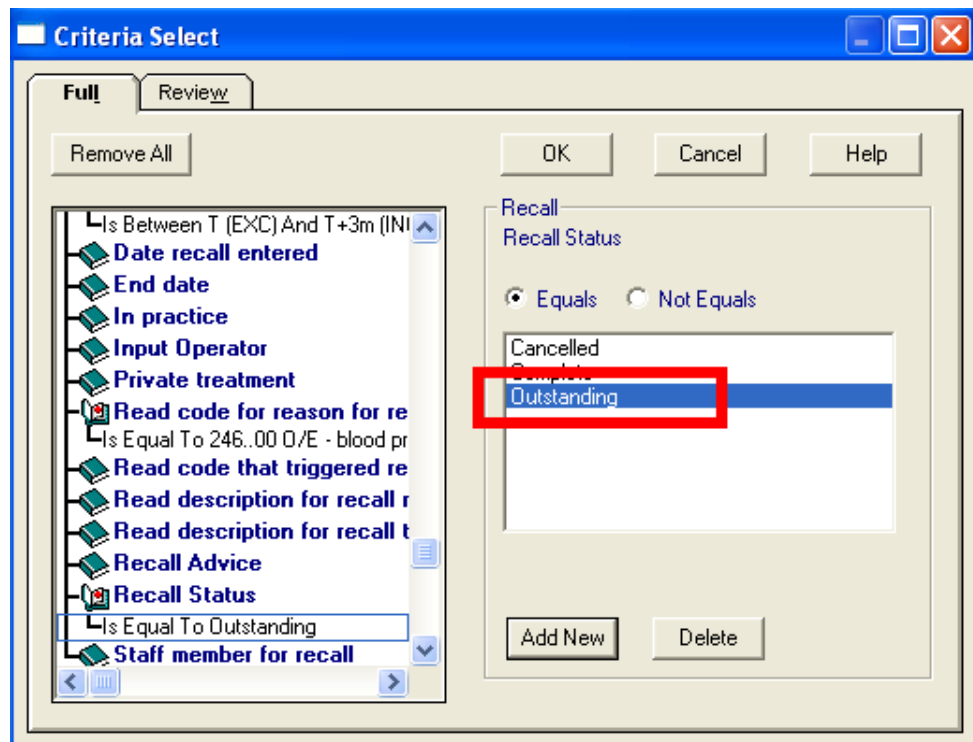 Criteria Select
Full Review
Remove All OK Cancel Help
Is Between T (EXC) And T+3m (IN
Date recall entered
End date
In practice
Input Operator
Private treatment
Read code for reason for re
Is Equal To 246..00 O/E - blood pr
Read code that triggered re
Read description for recall r
Read description for recall t
Recall Advice
Recall Status
Is Equal To Outstanding
Staff member for recall
Recall
Recall Status
Equals Not Equals
Cancelled
Complete
Outstanding
Add New Delete